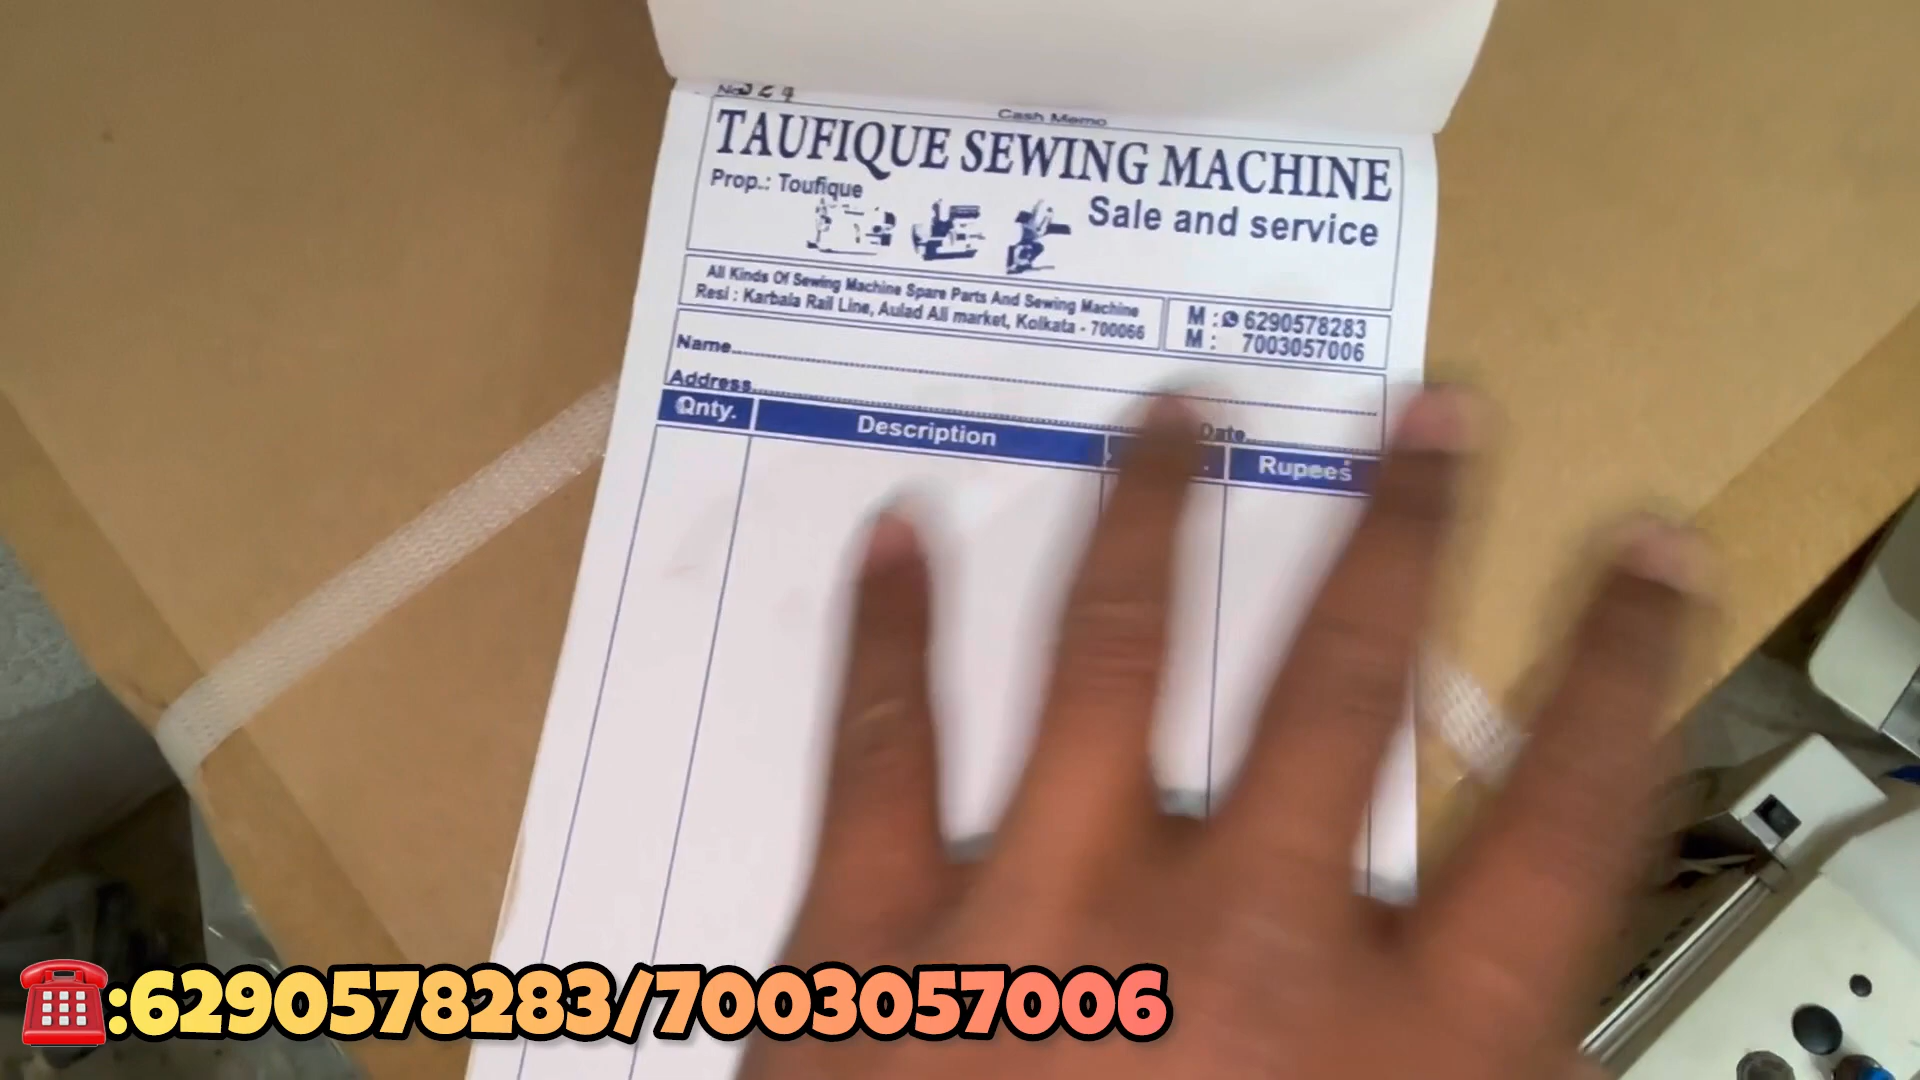 No
Cash Memo
TAUFIQUE SEWING MACHINE
Prop.: Toufique
Sale and service
All Kinds Of Sewing Machine Spare Parts And Sewing Machine
Resi : Karbala Rail Line, Aulad Ali market, Kolkata - 700066
M : 6290578283
M : 7003057006
Name
Address
Date
Qnty. Description Rupees
☎:6290578283/7003057006